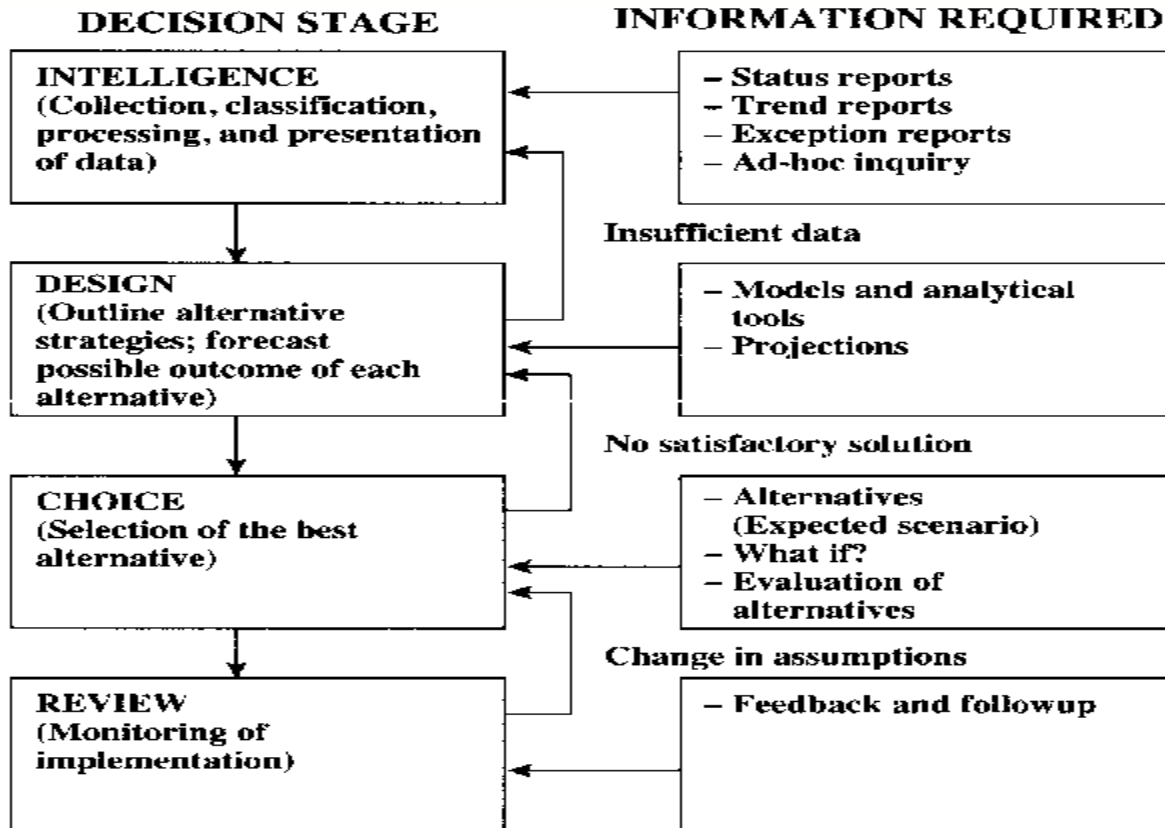 DECISION STAGE
INFORMATION REQUIRED
INTELLIGENCE
(Collection, classification,
processing, and presentation
of data)
– Status reports
– Trend reports
– Exception reports
– Ad-hoc inquiry
Insufficient data
DESIGN
(Outline alternative
strategies; forecast
possible outcome of each
alternative)
– Models and analytical
tools
– Projections
No satisfactory solution
CHOICE
(Selection of the best
alternative)
– Alternatives
(Expected scenario)
– What if?
– Evaluation of
alternatives
Change in assumptions
REVIEW
(Monitoring of
implementation)
– Feedback and followup